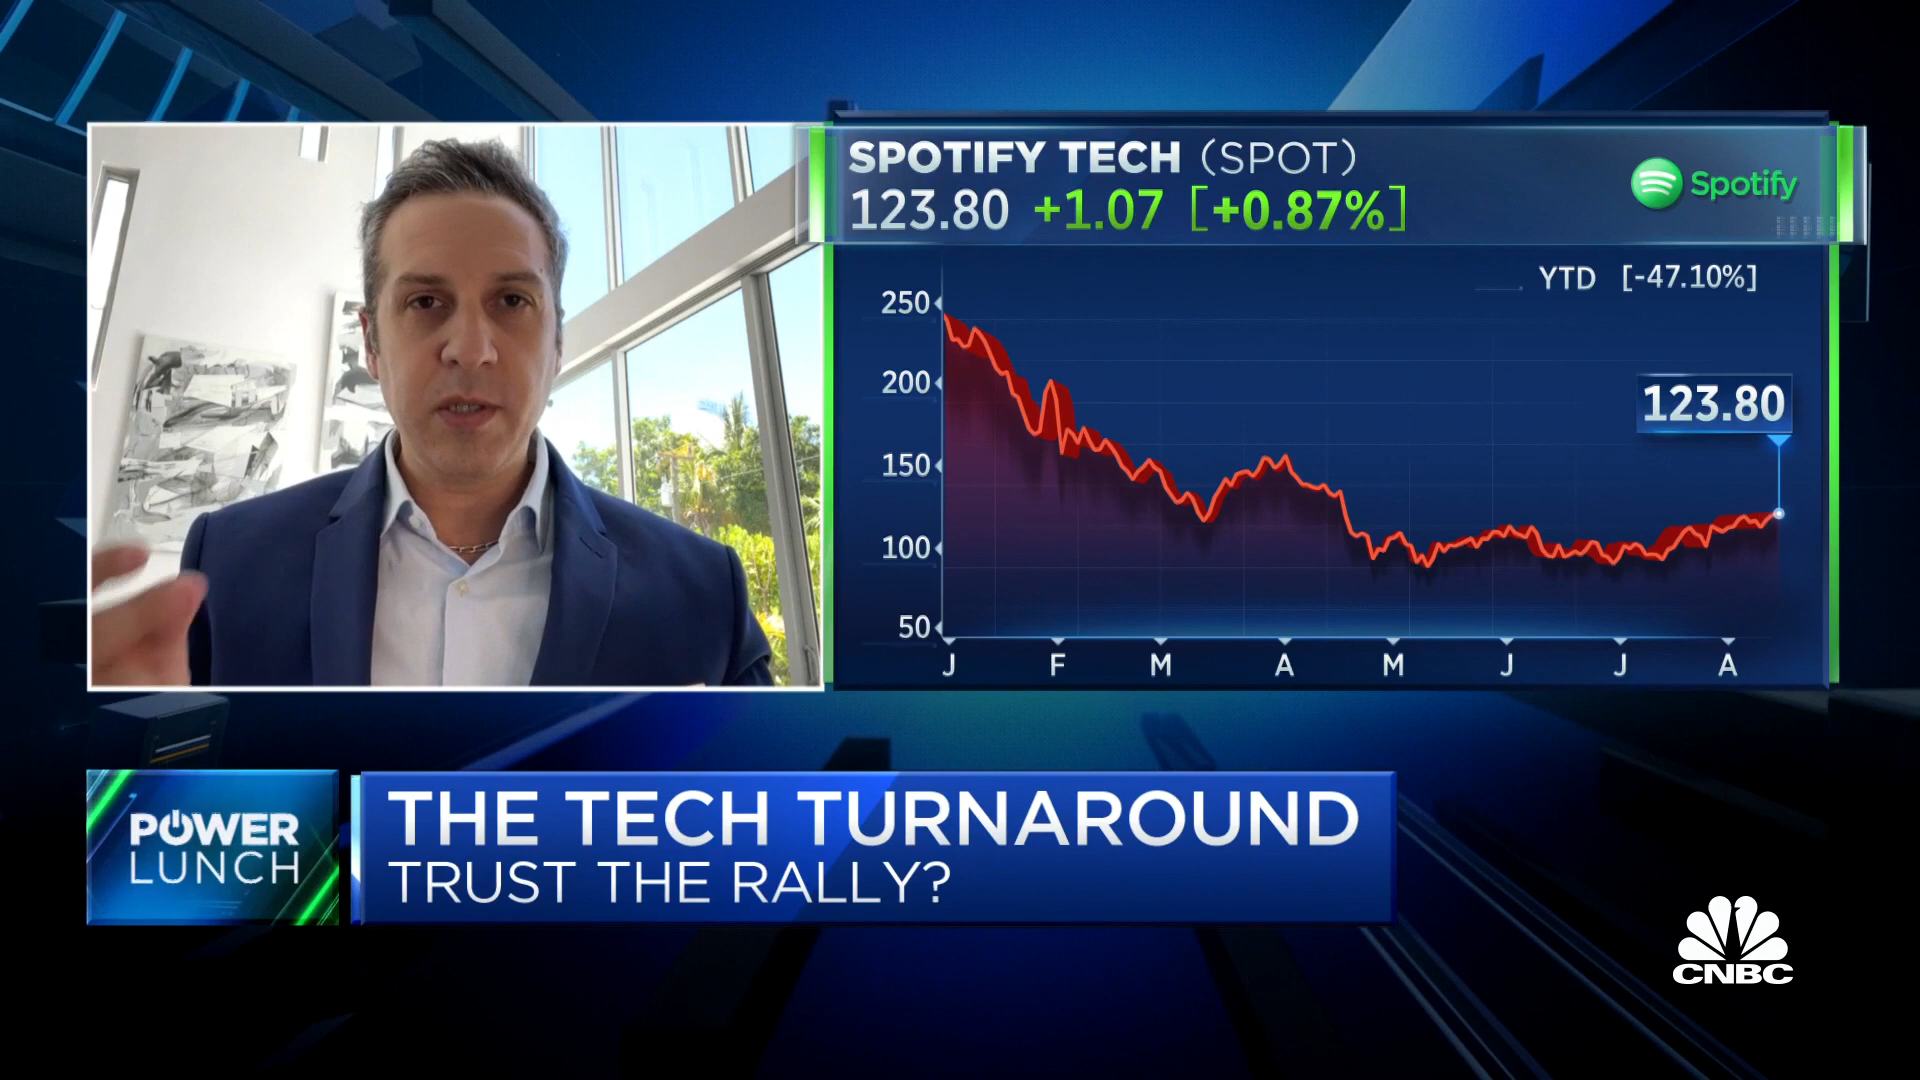 SPOTIFY TECH (SPOT)
123.80 +1.07 [+0.87%]
Spotify
YTD [-47.10%]
250
200
150
100
50
123.80
J F M A M J J A
POWER
LUNCH
THE TECH TURNAROUND
TRUST THE RALLY?
CNBC